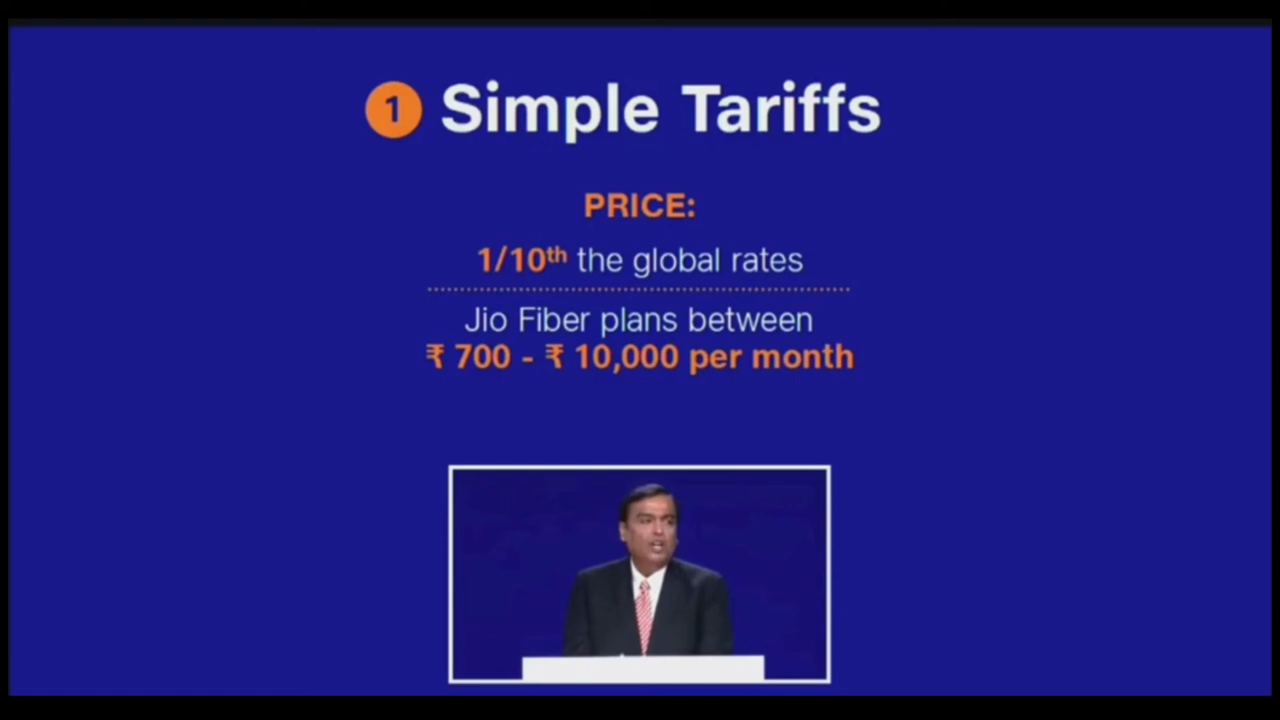 1 Simple Tariffs
PRICE:
1/10th the global rates
Jio Fiber plans between
₹ 700 - ₹ 10,000 per month